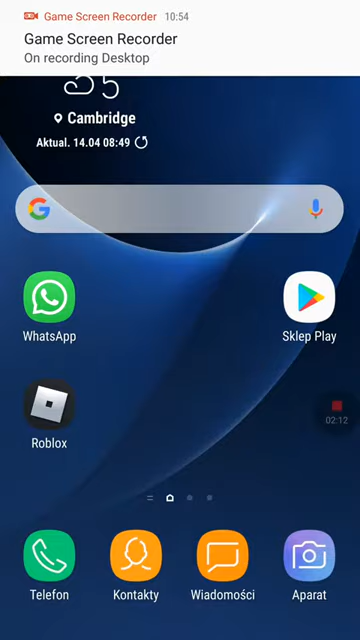 Game Screen Recorder 10:54
Game Screen Recorder
On recording Desktop
5
Cambridge
Aktual. 14.04 08:49
WhatsApp
Sklep Play
Roblox
02:12
Telefon
Kontakty
Wiadomości
Aparat